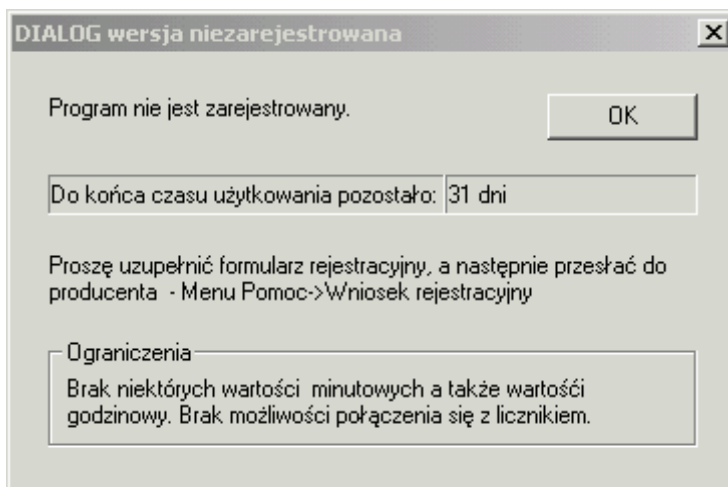 DIALOG wersja niezarejestrowana
Program nie jest zarejestrowany.
OK
Do końca czasu użytkowania pozostało: 31 dni
Proszę uzupełnić formularz rejestracyjny, a następnie przesłać do
producenta - Menu Pomoc->Wniosek rejestracyjny
Ograniczenia
Brak niektórych wartości minutowych a także wartośći
godzinowy. Brak możliwości połączenia się z licznikiem.